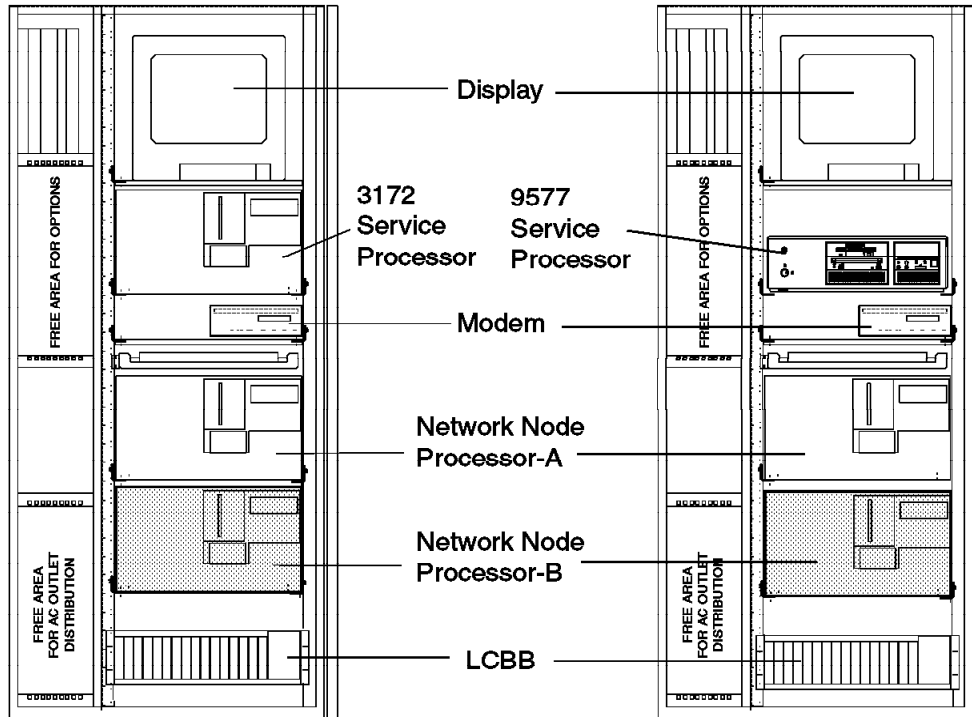 Display
FREE AREA FOR OPTIONS
3172
Service
Processor
9577
Service
Processor
FREE AREA FOR OPTIONS
Modem
Network Node
Processor-A
FREE AREA
FOR AC OUTLET
DISTRIBUTION
Network Node
Processor-B
FREE AREA
FOR AC OUTLET
DISTRIBUTION
LCBB